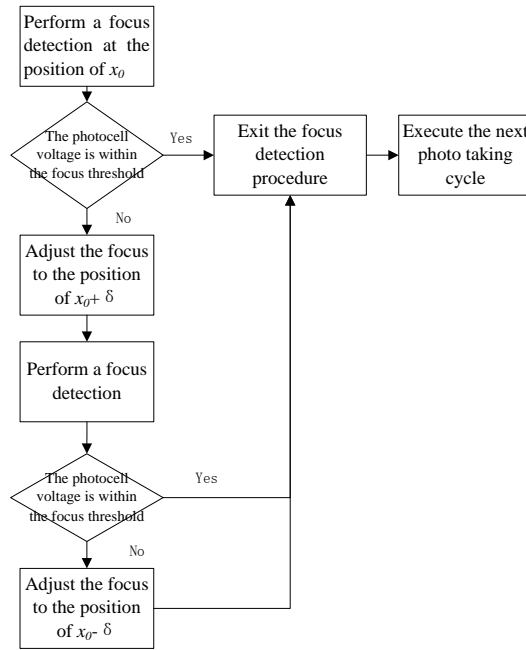 Perform a focus
detection at the
position of x0
The photocell
voltage is within
the focus threshold
Yes
Exit the focus
detection
procedure
Execute the next
photo taking
cycle
No
Adjust the focus
to the position
of x0+ δ
Perform a focus
detection
The photocell
voltage is within
the focus threshold
Yes
No
Adjust the focus
to the position
of x0- δ